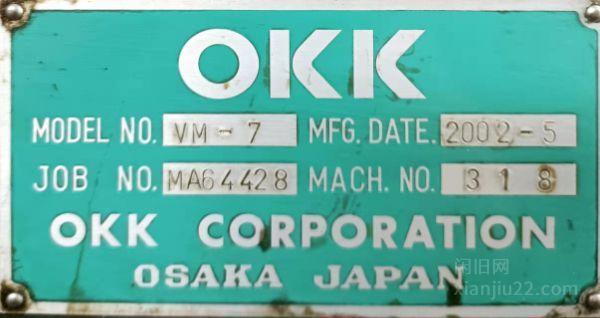 OKK
MODEL NO. VM-7 MFG. DATE. 2002-5
JOB NO. MA64428 MACH. NO. 318
OKK CORPORATION
OSAKA JAPAN
闲旧网
xianjiu22.com